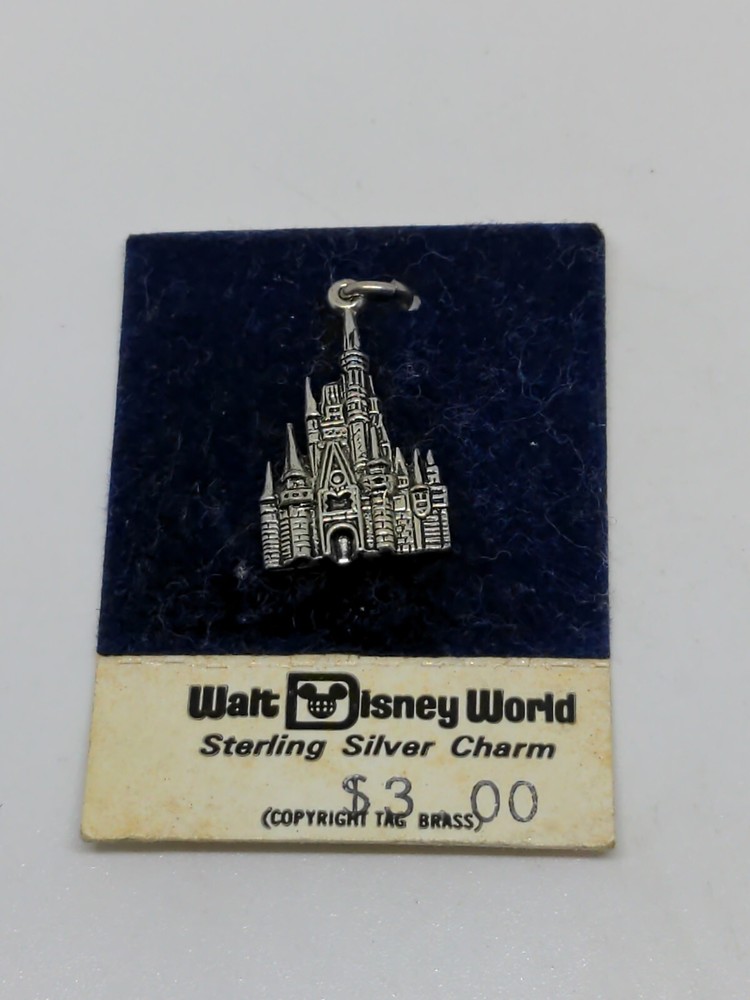 Walt Disney World
Sterling Silver Charm
$3.00
(COPYRIGHT TAG BRASS)